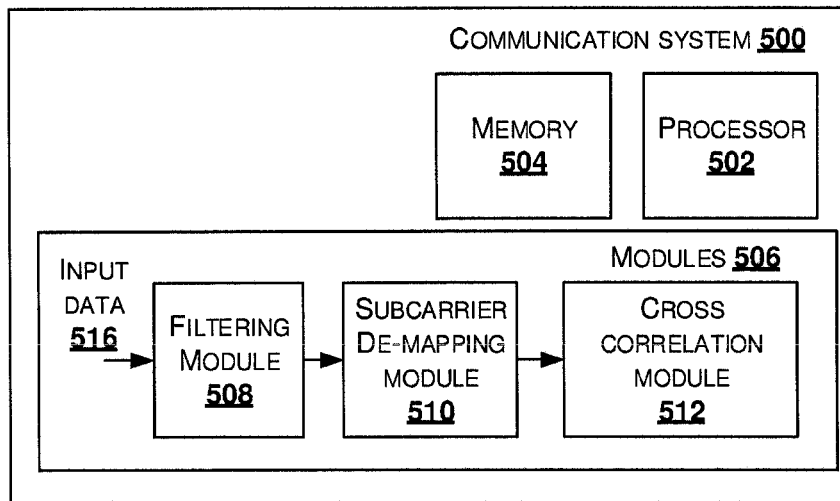 COMMUNICATION SYSTEM 500
MEMORY
504
PROCESSOR
502
MODULES 506
INPUT
DATA
516
FILTERING
MODULE
508
SUBCARRIER
DE-MAPPING
MODULE
510
CROSS
CORRELATION
MODULE
512